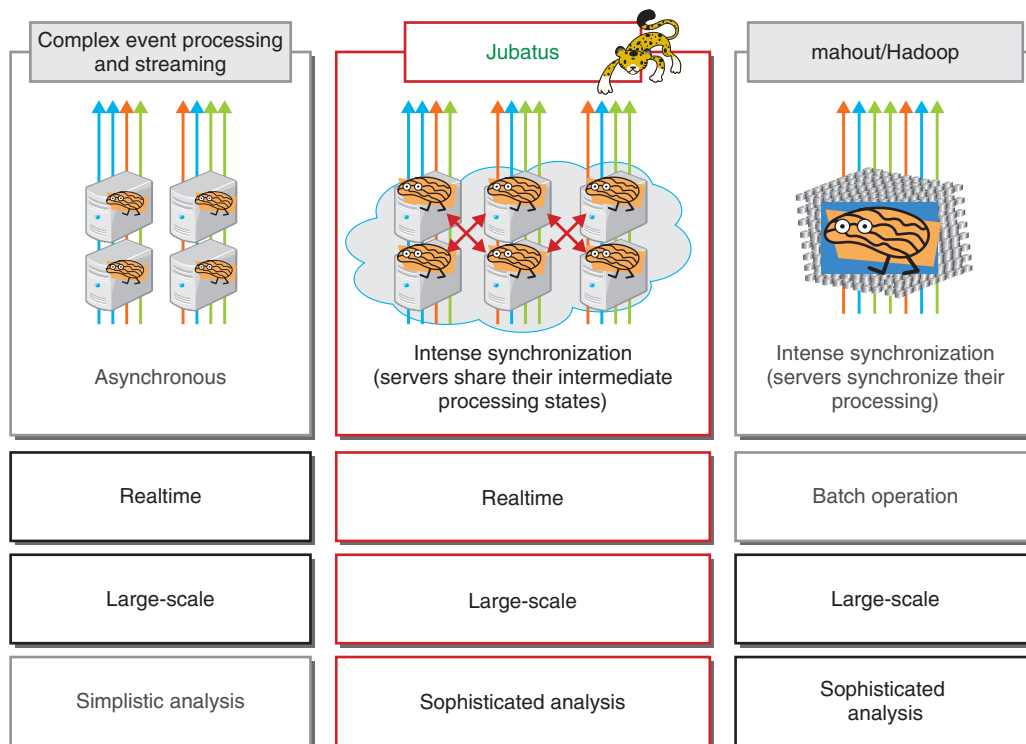 Complex event processing
and streaming
Jubatus
mahout/Hadoop
Asynchronous
Intense synchronization
(servers share their intermediate
processing states)
Intense synchronization
(servers synchronize their
processing)
Realtime
Realtime
Batch operation
Large-scale
Large-scale
Large-scale
Simplistic analysis
Sophisticated analysis
Sophisticated
analysis